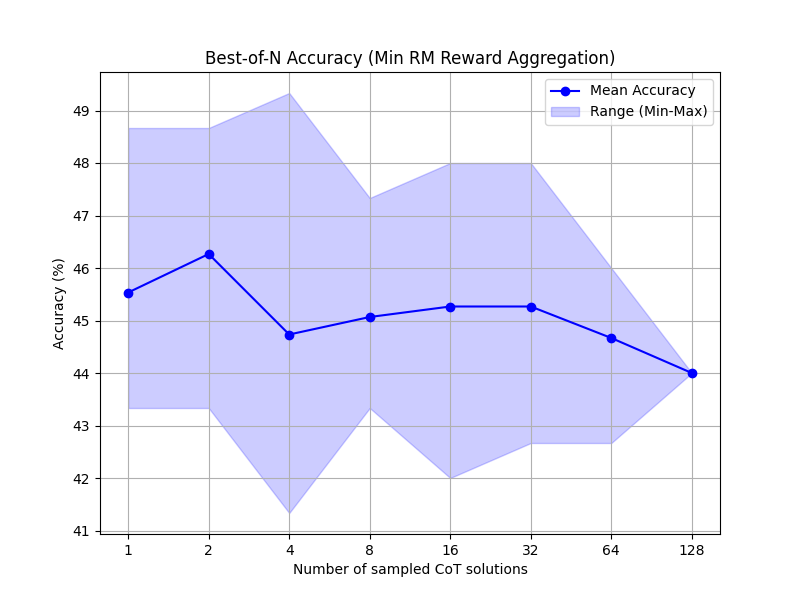 Best-of-N Accuracy (Min RM Reward Aggregation)
Mean Accuracy
Range (Min-Max)
49
48
47
46
45
44
43
42
41
Accuracy (%)
1 2 4 8 16 32 64 128
Number of sampled CoT solutions